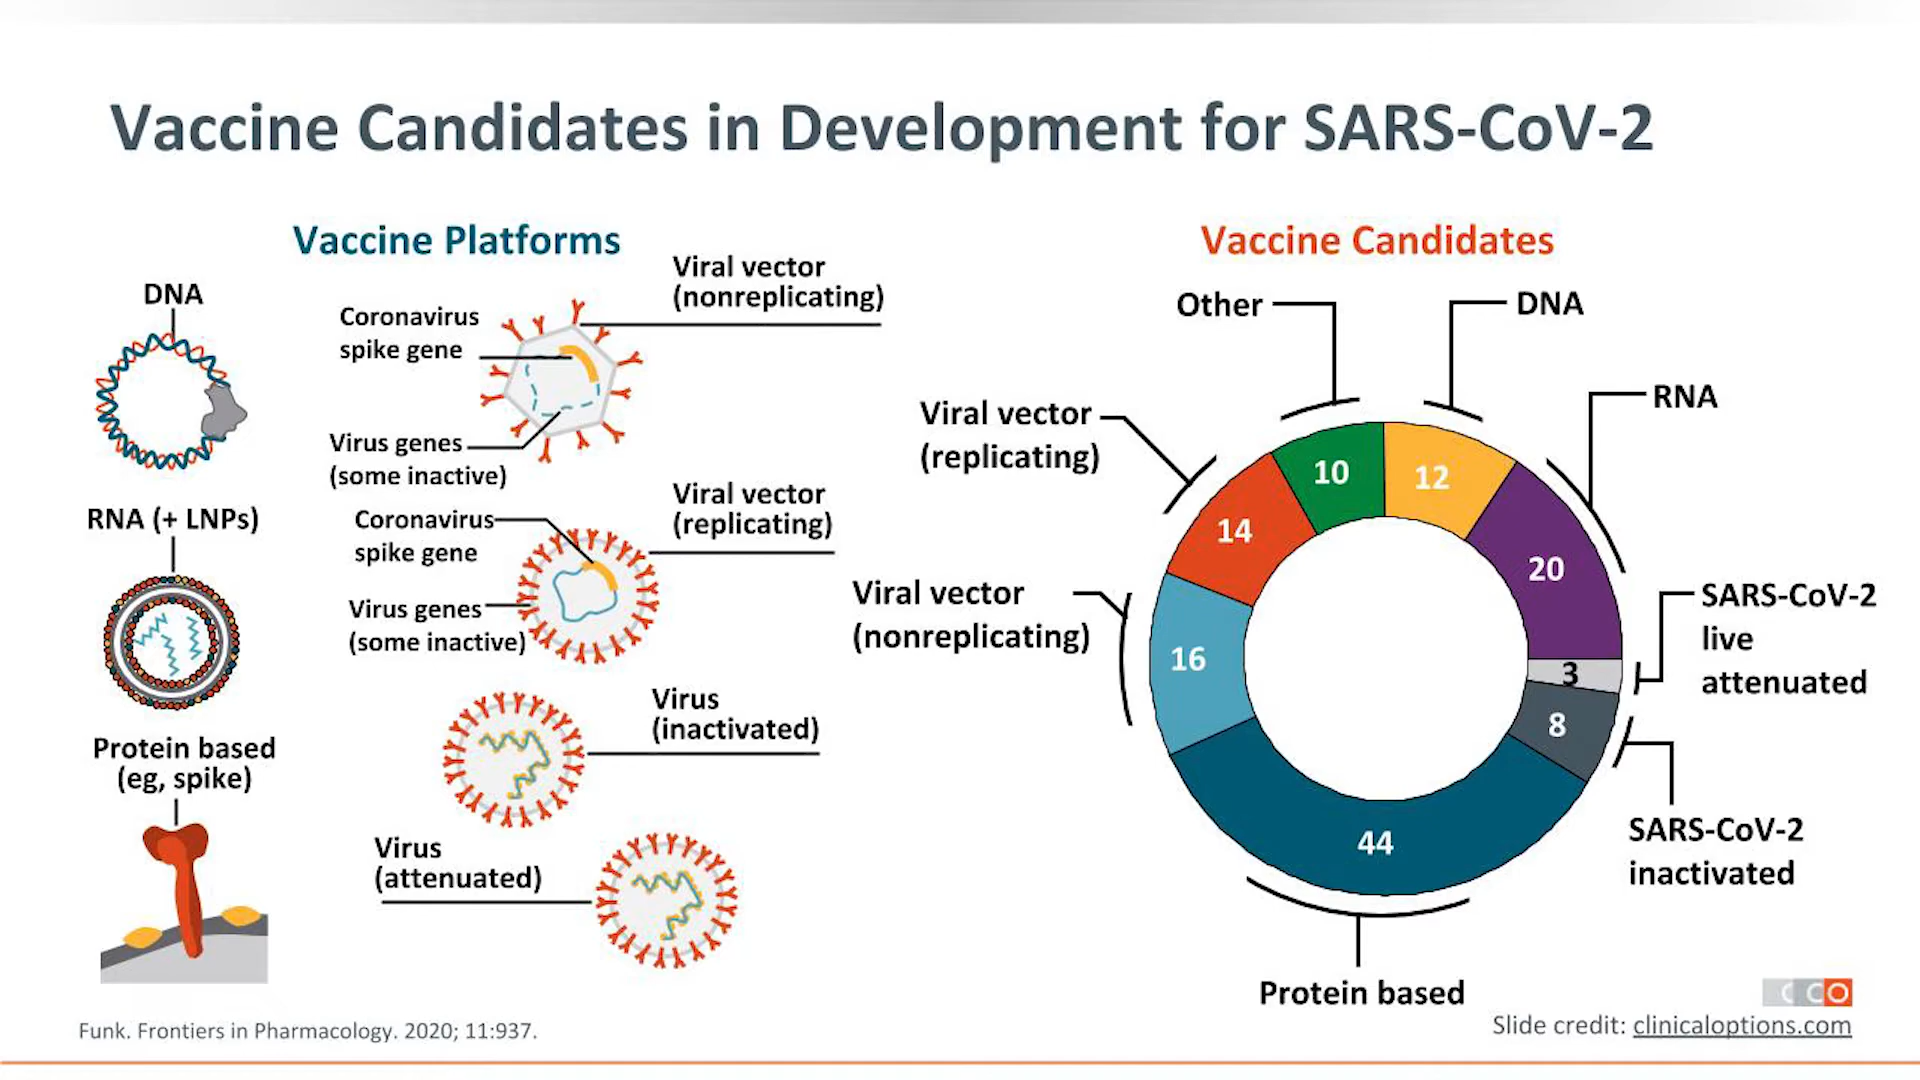 Vaccine Candidates in Development for SARS-CoV-2
Vaccine Platforms
DNA
RNA (+ LNPs)
Protein based
(eg, spike)
Viral vector
(nonreplicating)
Coronavirus
spike gene
Virus genes
(some inactive)
Viral vector
(replicating)
Coronavirus
spike gene
Virus genes
(some inactive)
Virus
(inactivated)
Virus
(attenuated)
Vaccine Candidates
Other
DNA
RNA
Viral vector
(replicating)
Viral vector
(nonreplicating)
SARS-CoV-2
live
attenuated
SARS-CoV-2
inactivated
Protein based
10
12
14
20
16
3
8
44
CCO
Funk. Frontiers in Pharmacology. 2020; 11:937.
Slide credit: clinicaloptions.com